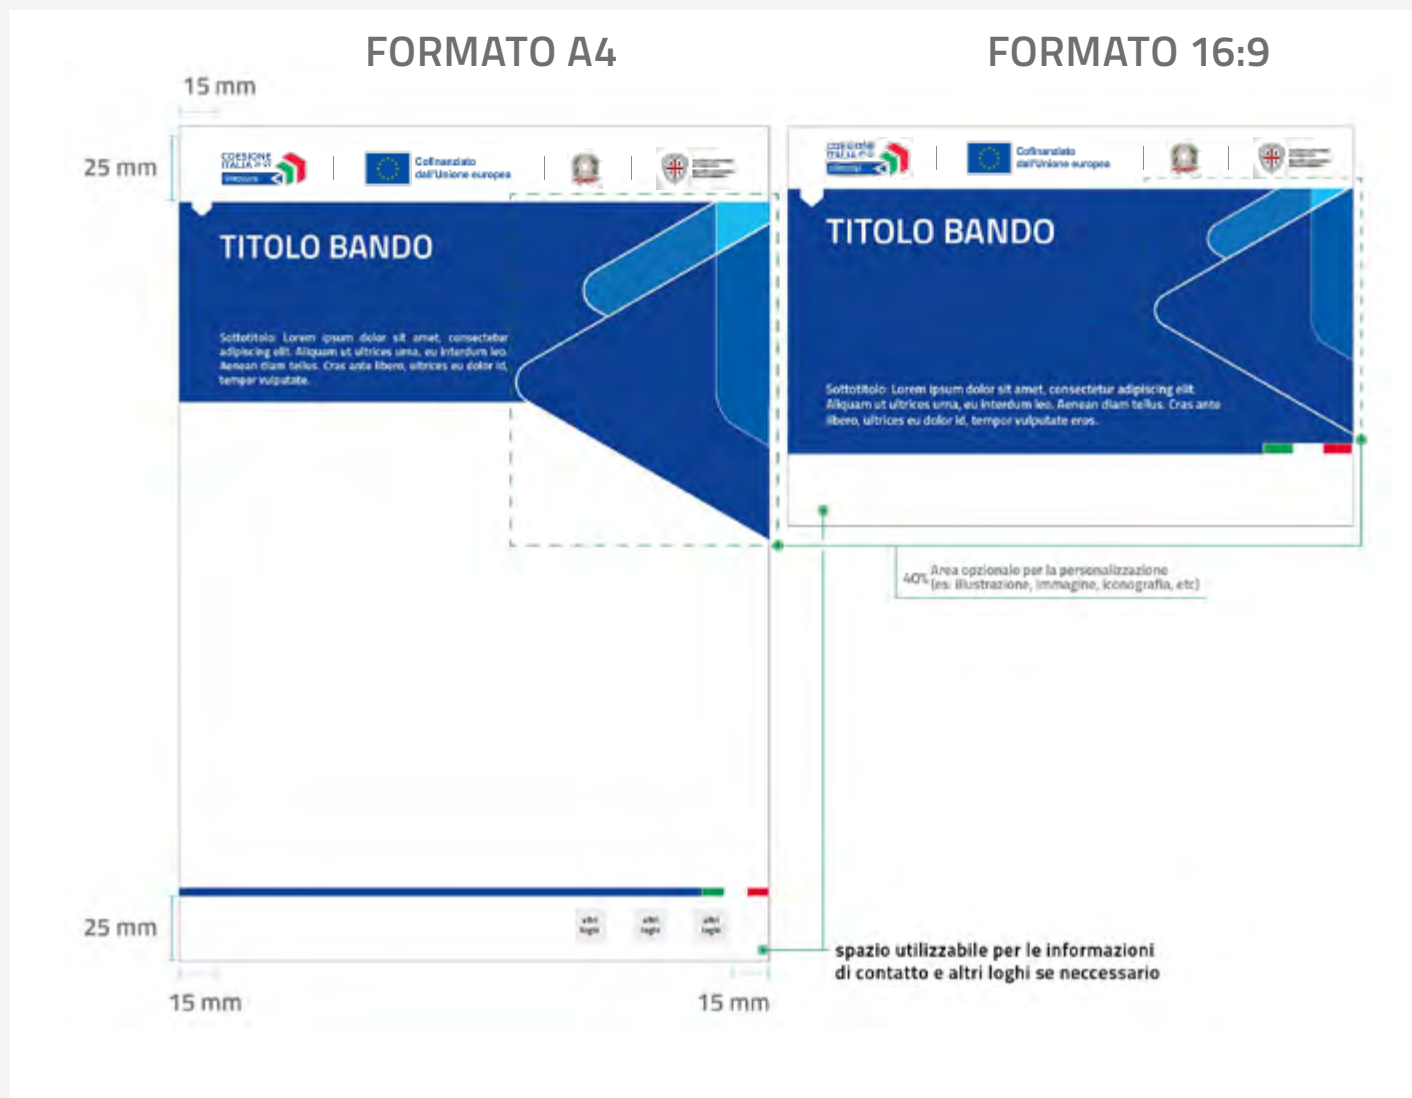 FORMATO A4
FORMATO 16:9
15 mm
25 mm
COESIONE
ITALIA
Cofinanziato
dall'Unione europea
COESIONE
ITALIA
Cofinanziato
dall'Unione europea
TITOLO BANDO
Sottotitolo: Lorem ipsum dolor sit amet, consectetur
adipiscing elit. Aliquam ut ultrices urna, eu interdum leo.
Aenean diam tellus. Cras ante libero, ultrices eu dolor id,
tempor vulputate.
TITOLO BANDO
Sottotitolo: Lorem ipsum dolor sit amet, consectetur adipiscing elit.
Aliquam ut ultrices urna, eu interdum leo. Aenean diam tellus. Cras ante
libero, ultrices eu dolor id, tempor vulputate eros.
40%
Area opzionale per la personalizzazione
(es: illustrazione, immagine, iconografia, etc)
25 mm
altri
loghi
altri
loghi
altri
loghi
spazio utilizzabile per le informazioni
di contatto e altri loghi se neccessario
15 mm
15 mm